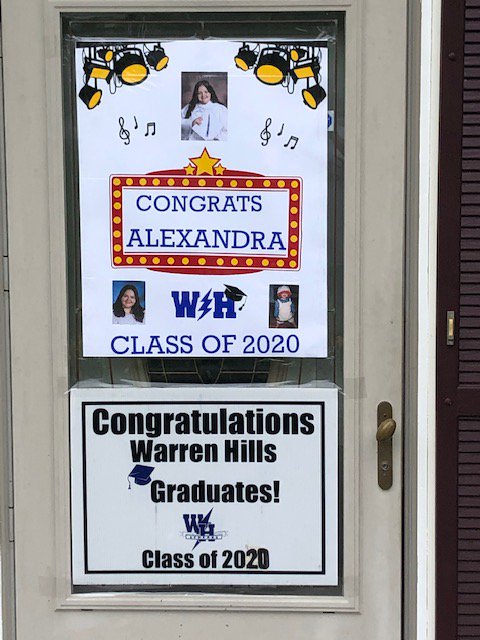 CONGRATS
ALEXANDRA
WH
CLASS OF 2020
Congratulations
Warren Hills
Graduates!
WH
Class of 2020